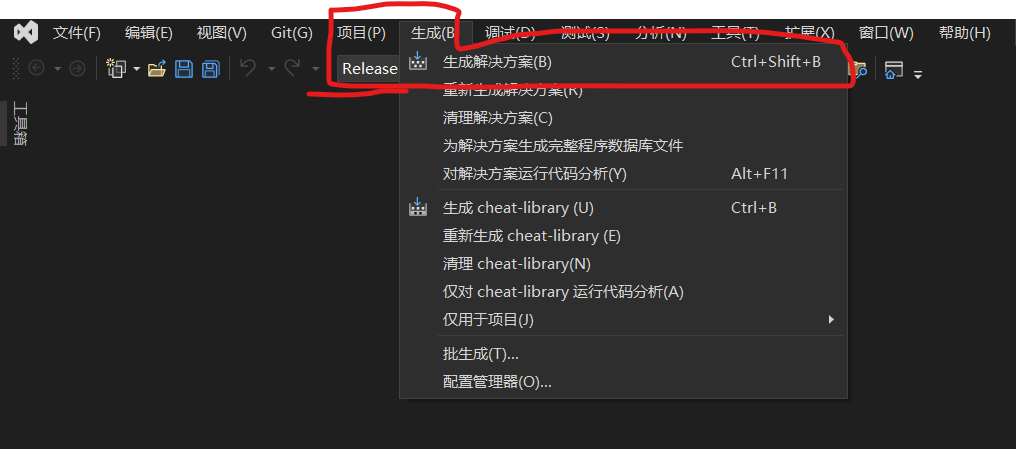 文件(F) 编辑(E) 视图(V) Git(G) 项目(P) 生成(B) 调试(D) 测试(S) 分析(N) 工具(T) 扩展(X) 窗口(W) 帮助(H)
Release
工具箱
生成解决方案(B) Ctrl+Shift+B
重新生成解决方案(R)
清理解决方案(C)
为解决方案生成完整程序数据库文件
对解决方案运行代码分析(Y) Alt+F11
生成 cheat-library (U) Ctrl+B
重新生成 cheat-library (E)
清理 cheat-library(N)
仅对 cheat-library 运行代码分析(A)
仅用于项目(J)
批生成(T)...
配置管理器(O)...